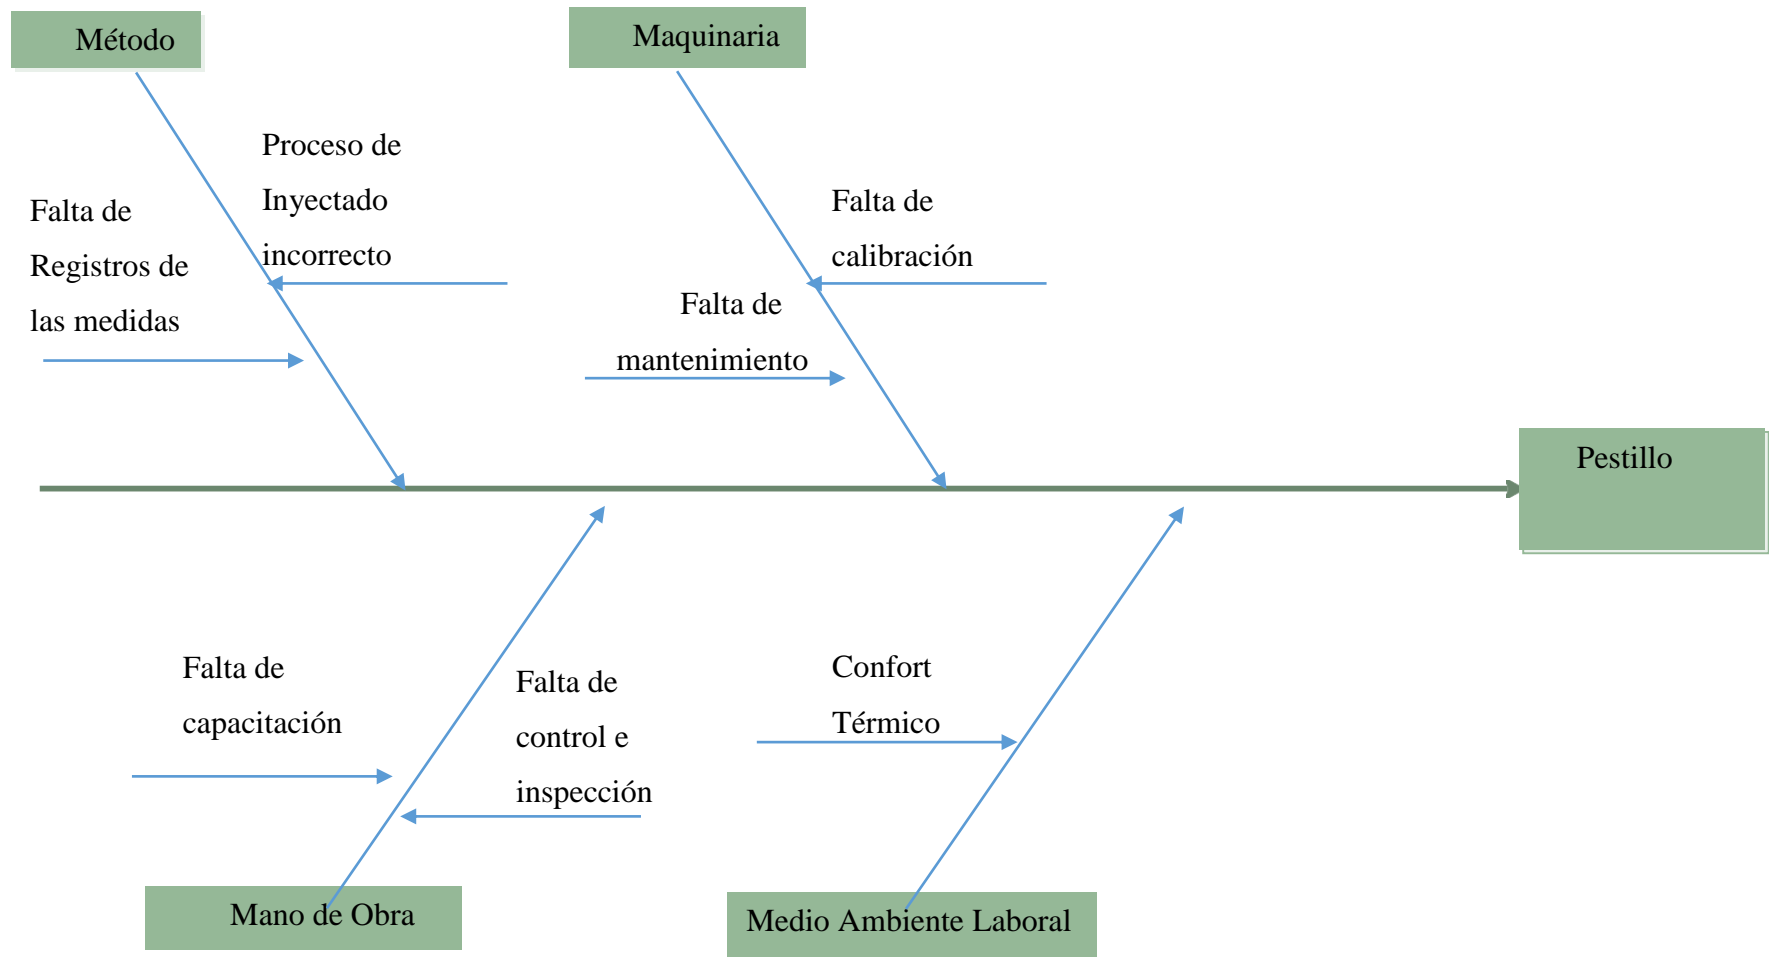 Método
Maquinaria
Proceso de
Inyectado
incorrecto
Falta de
Registros de
las medidas
Falta de
calibración
Falta de
mantenimiento
Pestillo
Falta de
capacitación
Falta de
control e
inspección
Confort
Térmico
Mano de Obra
Medio Ambiente Laboral